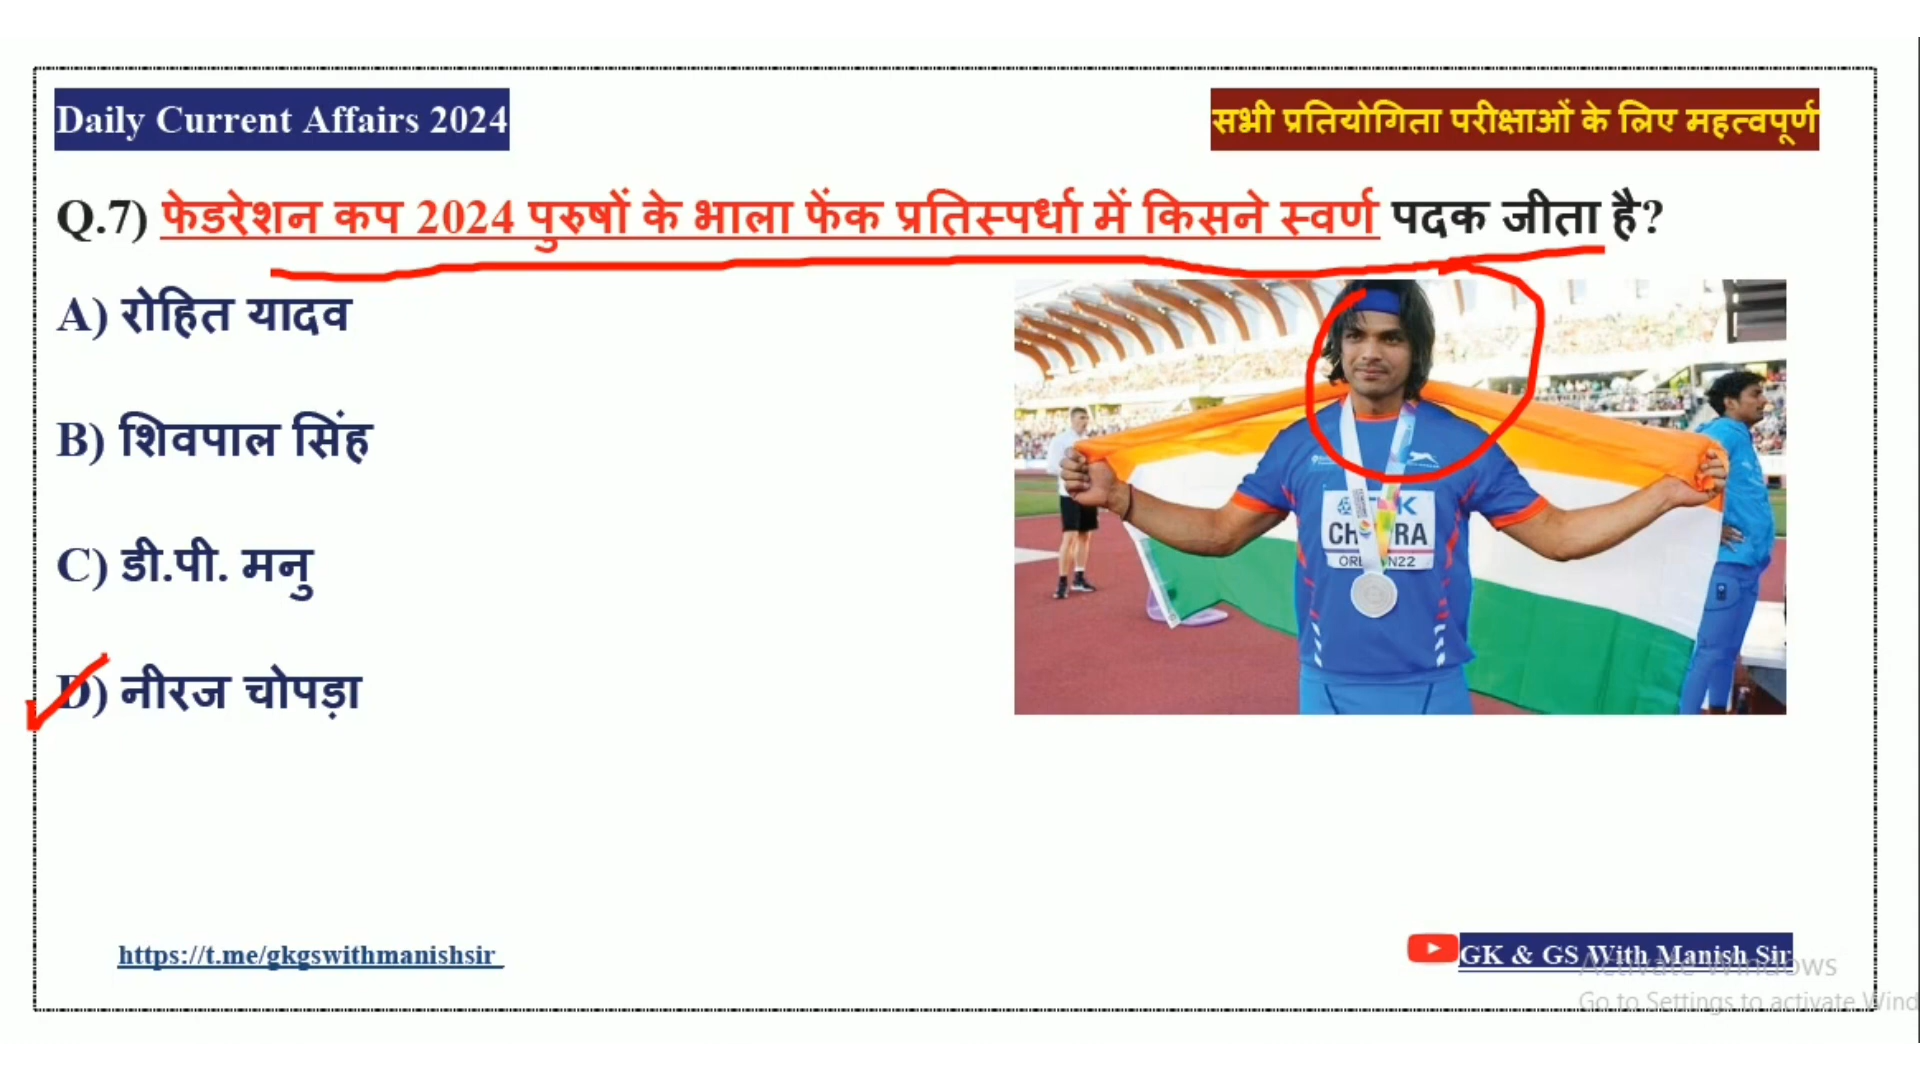 Daily Current Affairs 2024
सभी प्रतियोगिता परीक्षाओं के लिए महत्वपूर्ण
Q.7) फेडरेशन कप 2024 पुरुषों के भाला फेंक प्रतिस्पर्धा में किसने स्वर्ण पदक जीता है?
A) रोहित यादव
B) शिवपाल सिंह
C) डी.पी. मनु
D) नीरज चोपड़ा
https://t.me/gkgswithmanishsir
GK & GS With Manish Sir
Activate Windows
Go to Settings to activate Wind